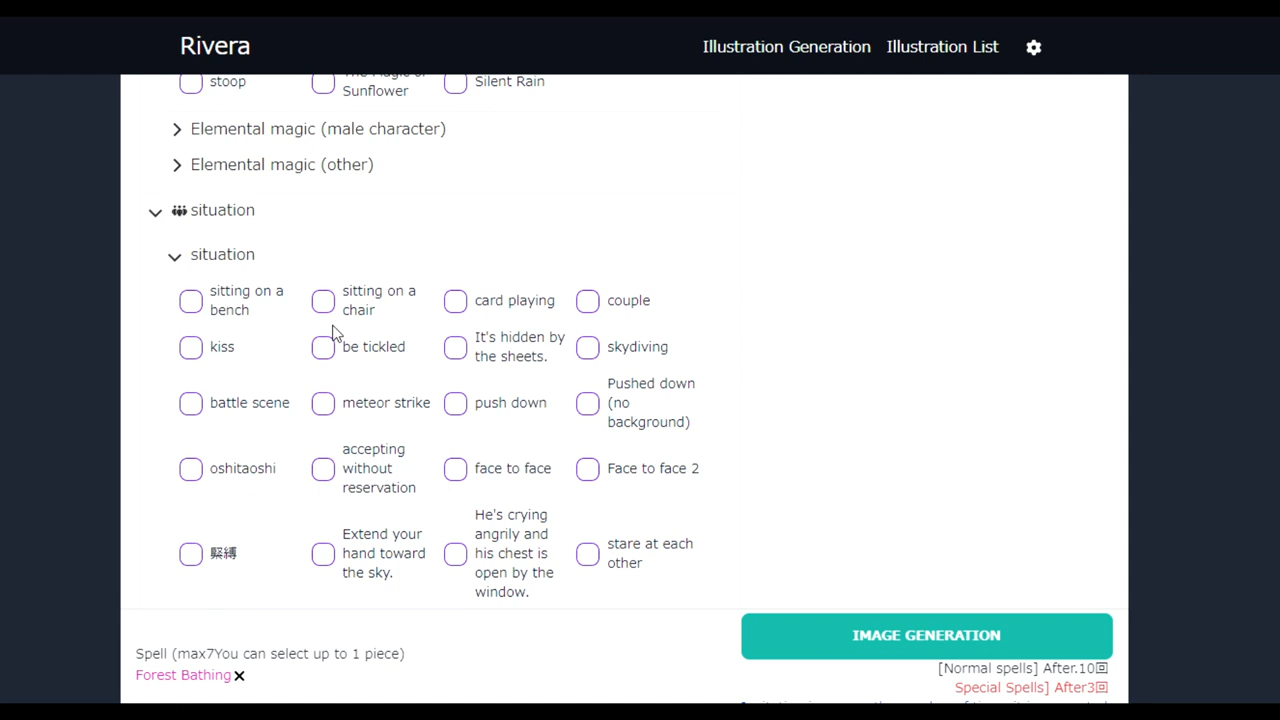 Rivera
Illustration Generation Illustration List
stoop
The Magic of
Sunflower
Silent Rain
Elemental magic (male character)
Elemental magic (other)
situation
situation
sitting on a
bench
sitting on a
chair
card playing
couple
kiss
be tickled
It's hidden by
the sheets.
skydiving
battle scene
meteor strike
push down
Pushed down
(no
background)
oshitaoshi
accepting
without
reservation
face to face
Face to face 2
緊縛
Extend your
hand toward
the sky.
He's crying
angrily and
his chest is
open by the
window.
stare at each
other
Spell (max7You can select up to 1 piece)
Forest Bathing
IMAGE GENERATION
[Normal spells] After.10回
Special Spells] After3回